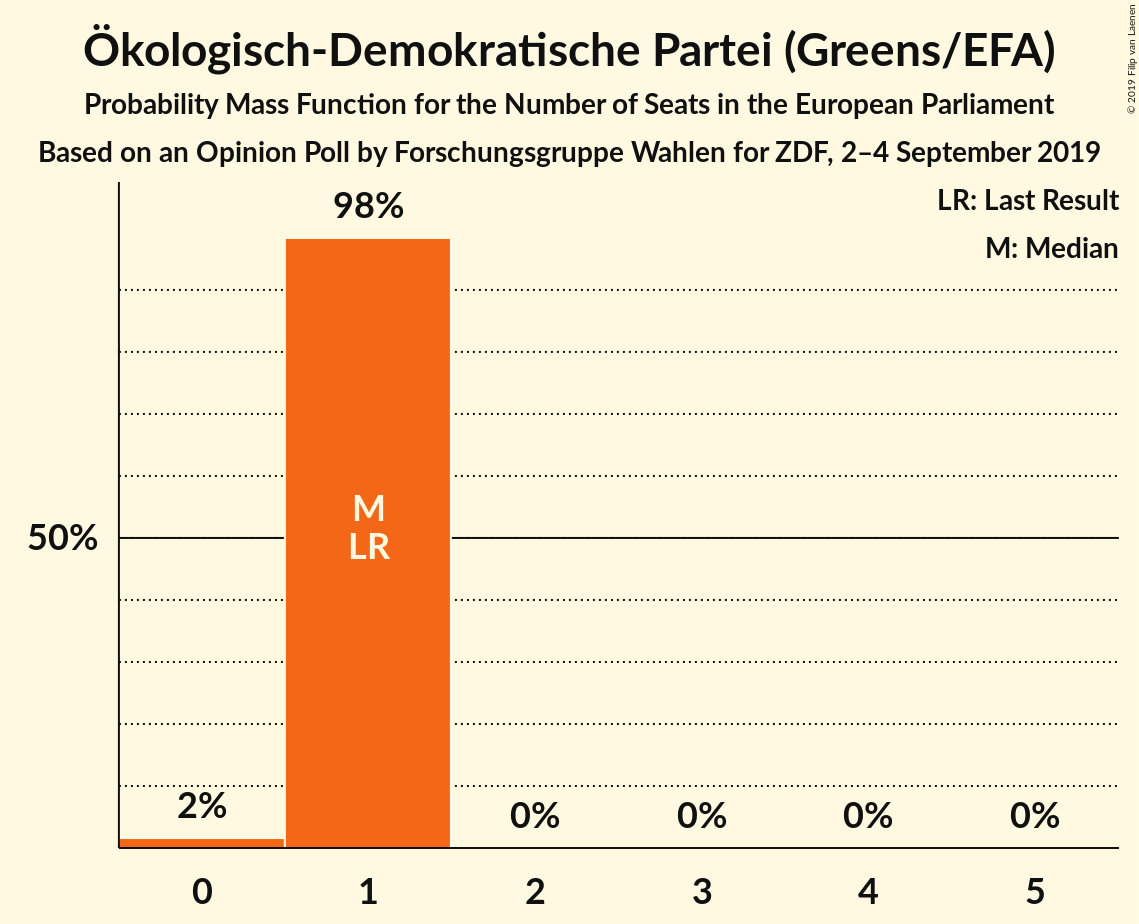 Ökologisch-Demokratische Partei (Greens/EFA)
Probability Mass Function for the Number of Seats in the European Parliament
Based on an Opinion Poll by Forschungsgruppe Wahlen for ZDF, 2–4 September 2019
© 2019 Filip van Laenen
LR: Last Result
M: Median
98%
M
LR
50%
2%
0%
0%
0%
0%
0
1
2
3
4
5